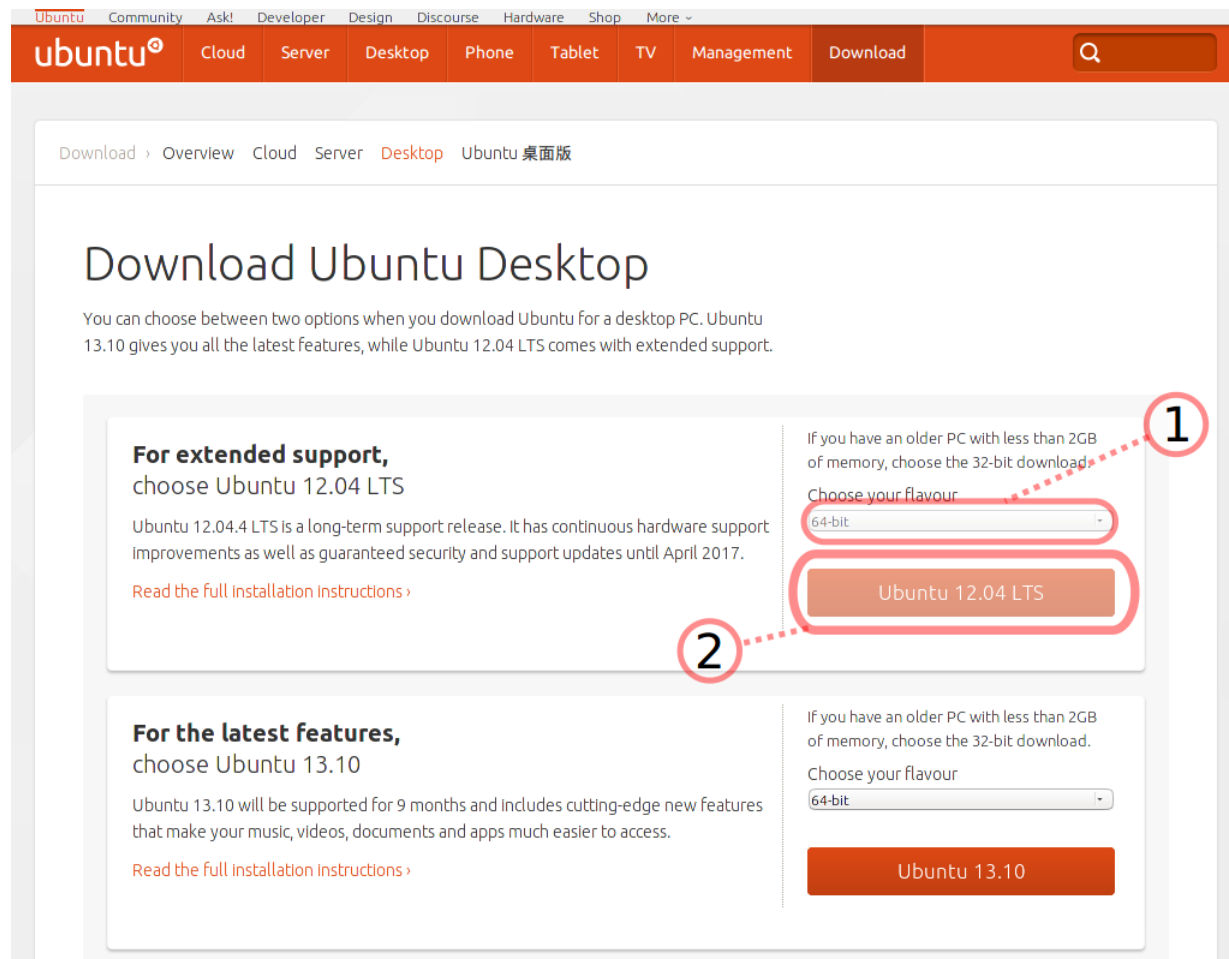 Ubuntu Community Ask! Developer Design Discourse Hardware Shop More
ubuntu Cloud Server Desktop Phone Tablet TV Management Download
Download › Overview Cloud Server Desktop Ubuntu 桌面版
Download Ubuntu Desktop
You can choose between two options when you download Ubuntu for a desktop PC. Ubuntu
13.10 gives you all the latest features, while Ubuntu 12.04 LTS comes with extended support.
For extended support,
choose Ubuntu 12.04 LTS
Ubuntu 12.04.4 LTS is a long-term support release. It has continuous hardware support
improvements as well as guaranteed security and support updates until April 2017.
Read the full installation instructions ›
If you have an older PC with less than 2GB
of memory, choose the 32-bit download.
1
Choose your flavour
64-bit
Ubuntu 12.04 LTS
2
For the latest features,
choose Ubuntu 13.10
Ubuntu 13.10 will be supported for 9 months and includes cutting-edge new features
that make your music, videos, documents and apps much easier to access.
Read the full installation instructions ›
If you have an older PC with less than 2GB
of memory, choose the 32-bit download.
Choose your flavour
64-bit
Ubuntu 13.10